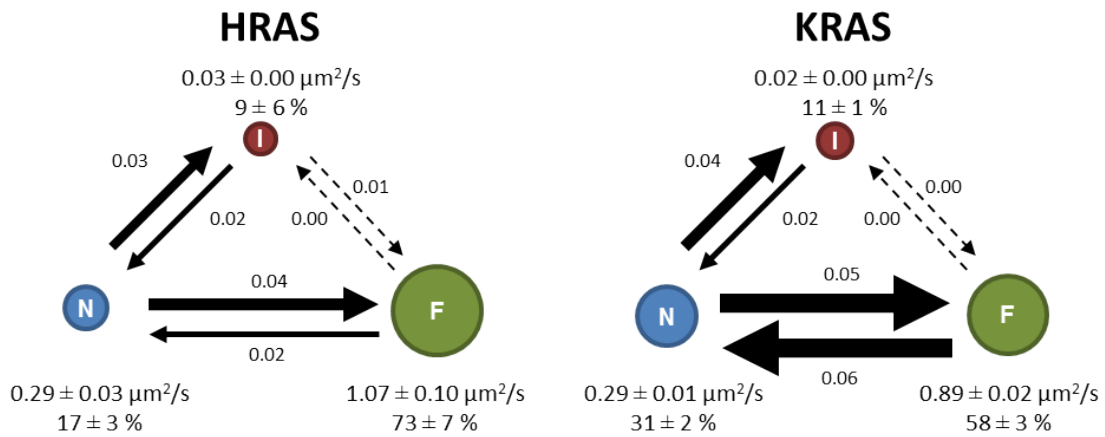 HRAS
0.03 ± 0.00 µm²/s
9 ± 6 %
I
0.03
0.01
0.02
0.00
N
0.04
F
0.02
0.29 ± 0.03 µm²/s
17 ± 3 %
1.07 ± 0.10 µm²/s
73 ± 7 %
KRAS
0.02 ± 0.00 µm²/s
11 ± 1 %
I
0.04
0.00
0.02
0.00
N
0.05
F
0.06
0.29 ± 0.01 µm²/s
31 ± 2 %
0.89 ± 0.02 µm²/s
58 ± 3 %